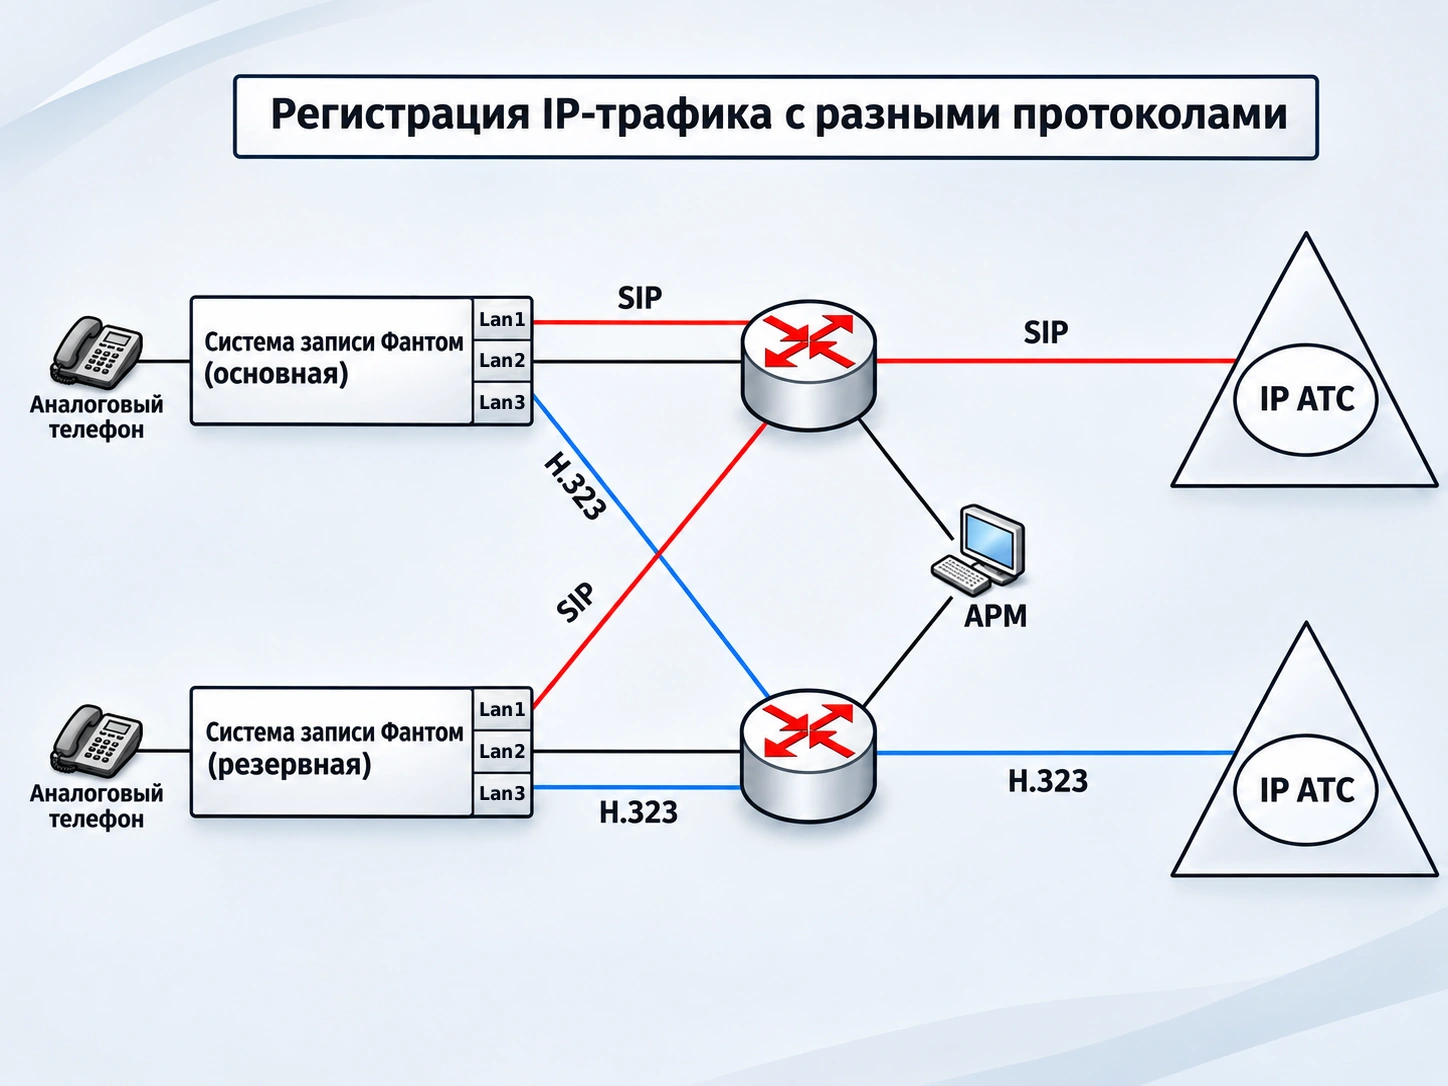 Регистрация IP-трафика с разными протоколами
SIP
SIP
Система записи Фантом
(основная)
Lan1
Lan2
Lan3
IP АТС
Аналоговый
телефон
H.323
SIP
АРМ
Система записи Фантом
(резервная)
Lan1
Lan2
Lan3
H.323
H.323
IP АТС
Аналоговый
телефон